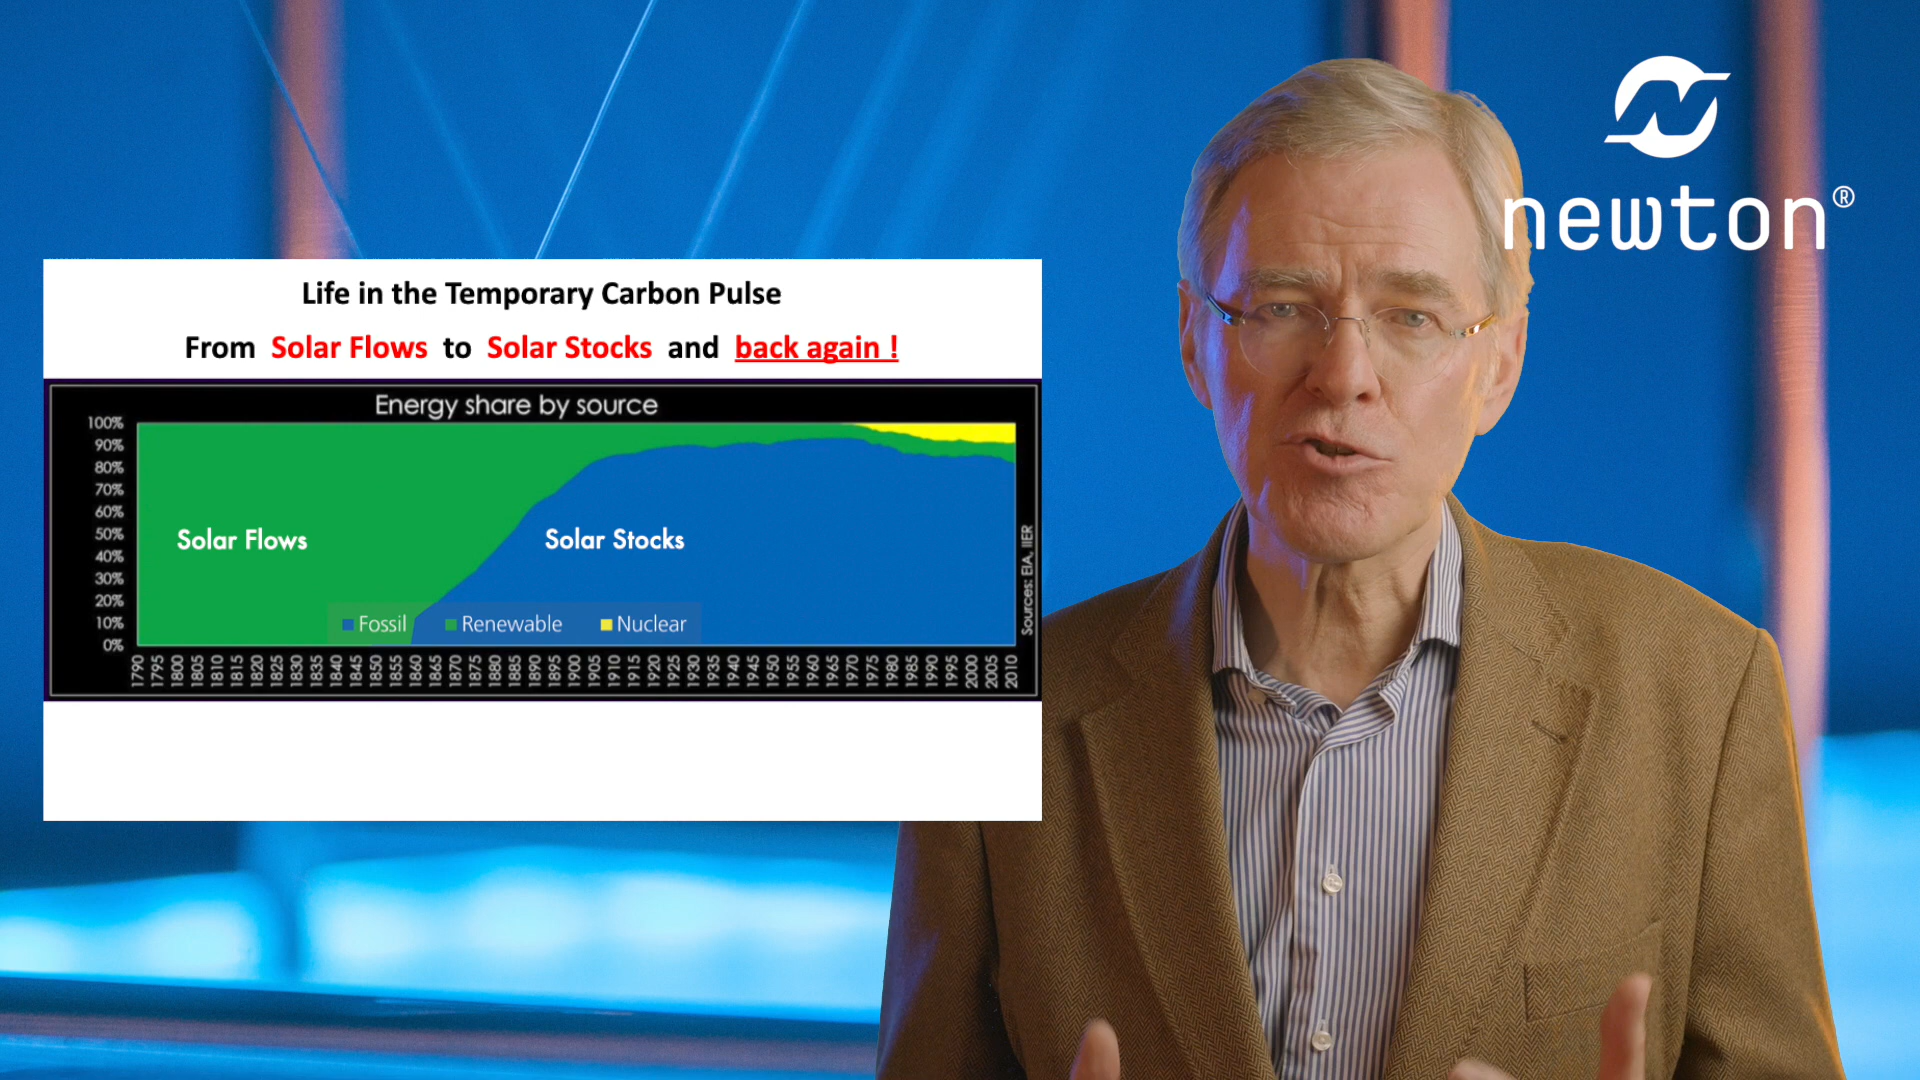 newton®
Life in the Temporary Carbon Pulse
From Solar Flows to Solar Stocks and back again !
Energy share by source
100%
90%
80%
70%
60%
50%
40%
30%
20%
10%
0%
Solar Flows
Solar Stocks
Fossil Renewable Nuclear
Sources: EIA, IIER
1790 1795 1800 1805 1810 1815 1820 1825 1830 1835 1840 1845 1850 1855 1860 1865 1870 1875 1880 1885 1890 1895 1900 1905 1910 1915 1920 1925 1930 1935 1940 1945 1950 1955 1960 1965 1970 1975 1980 1985 1990 1995 2000 2005 2010